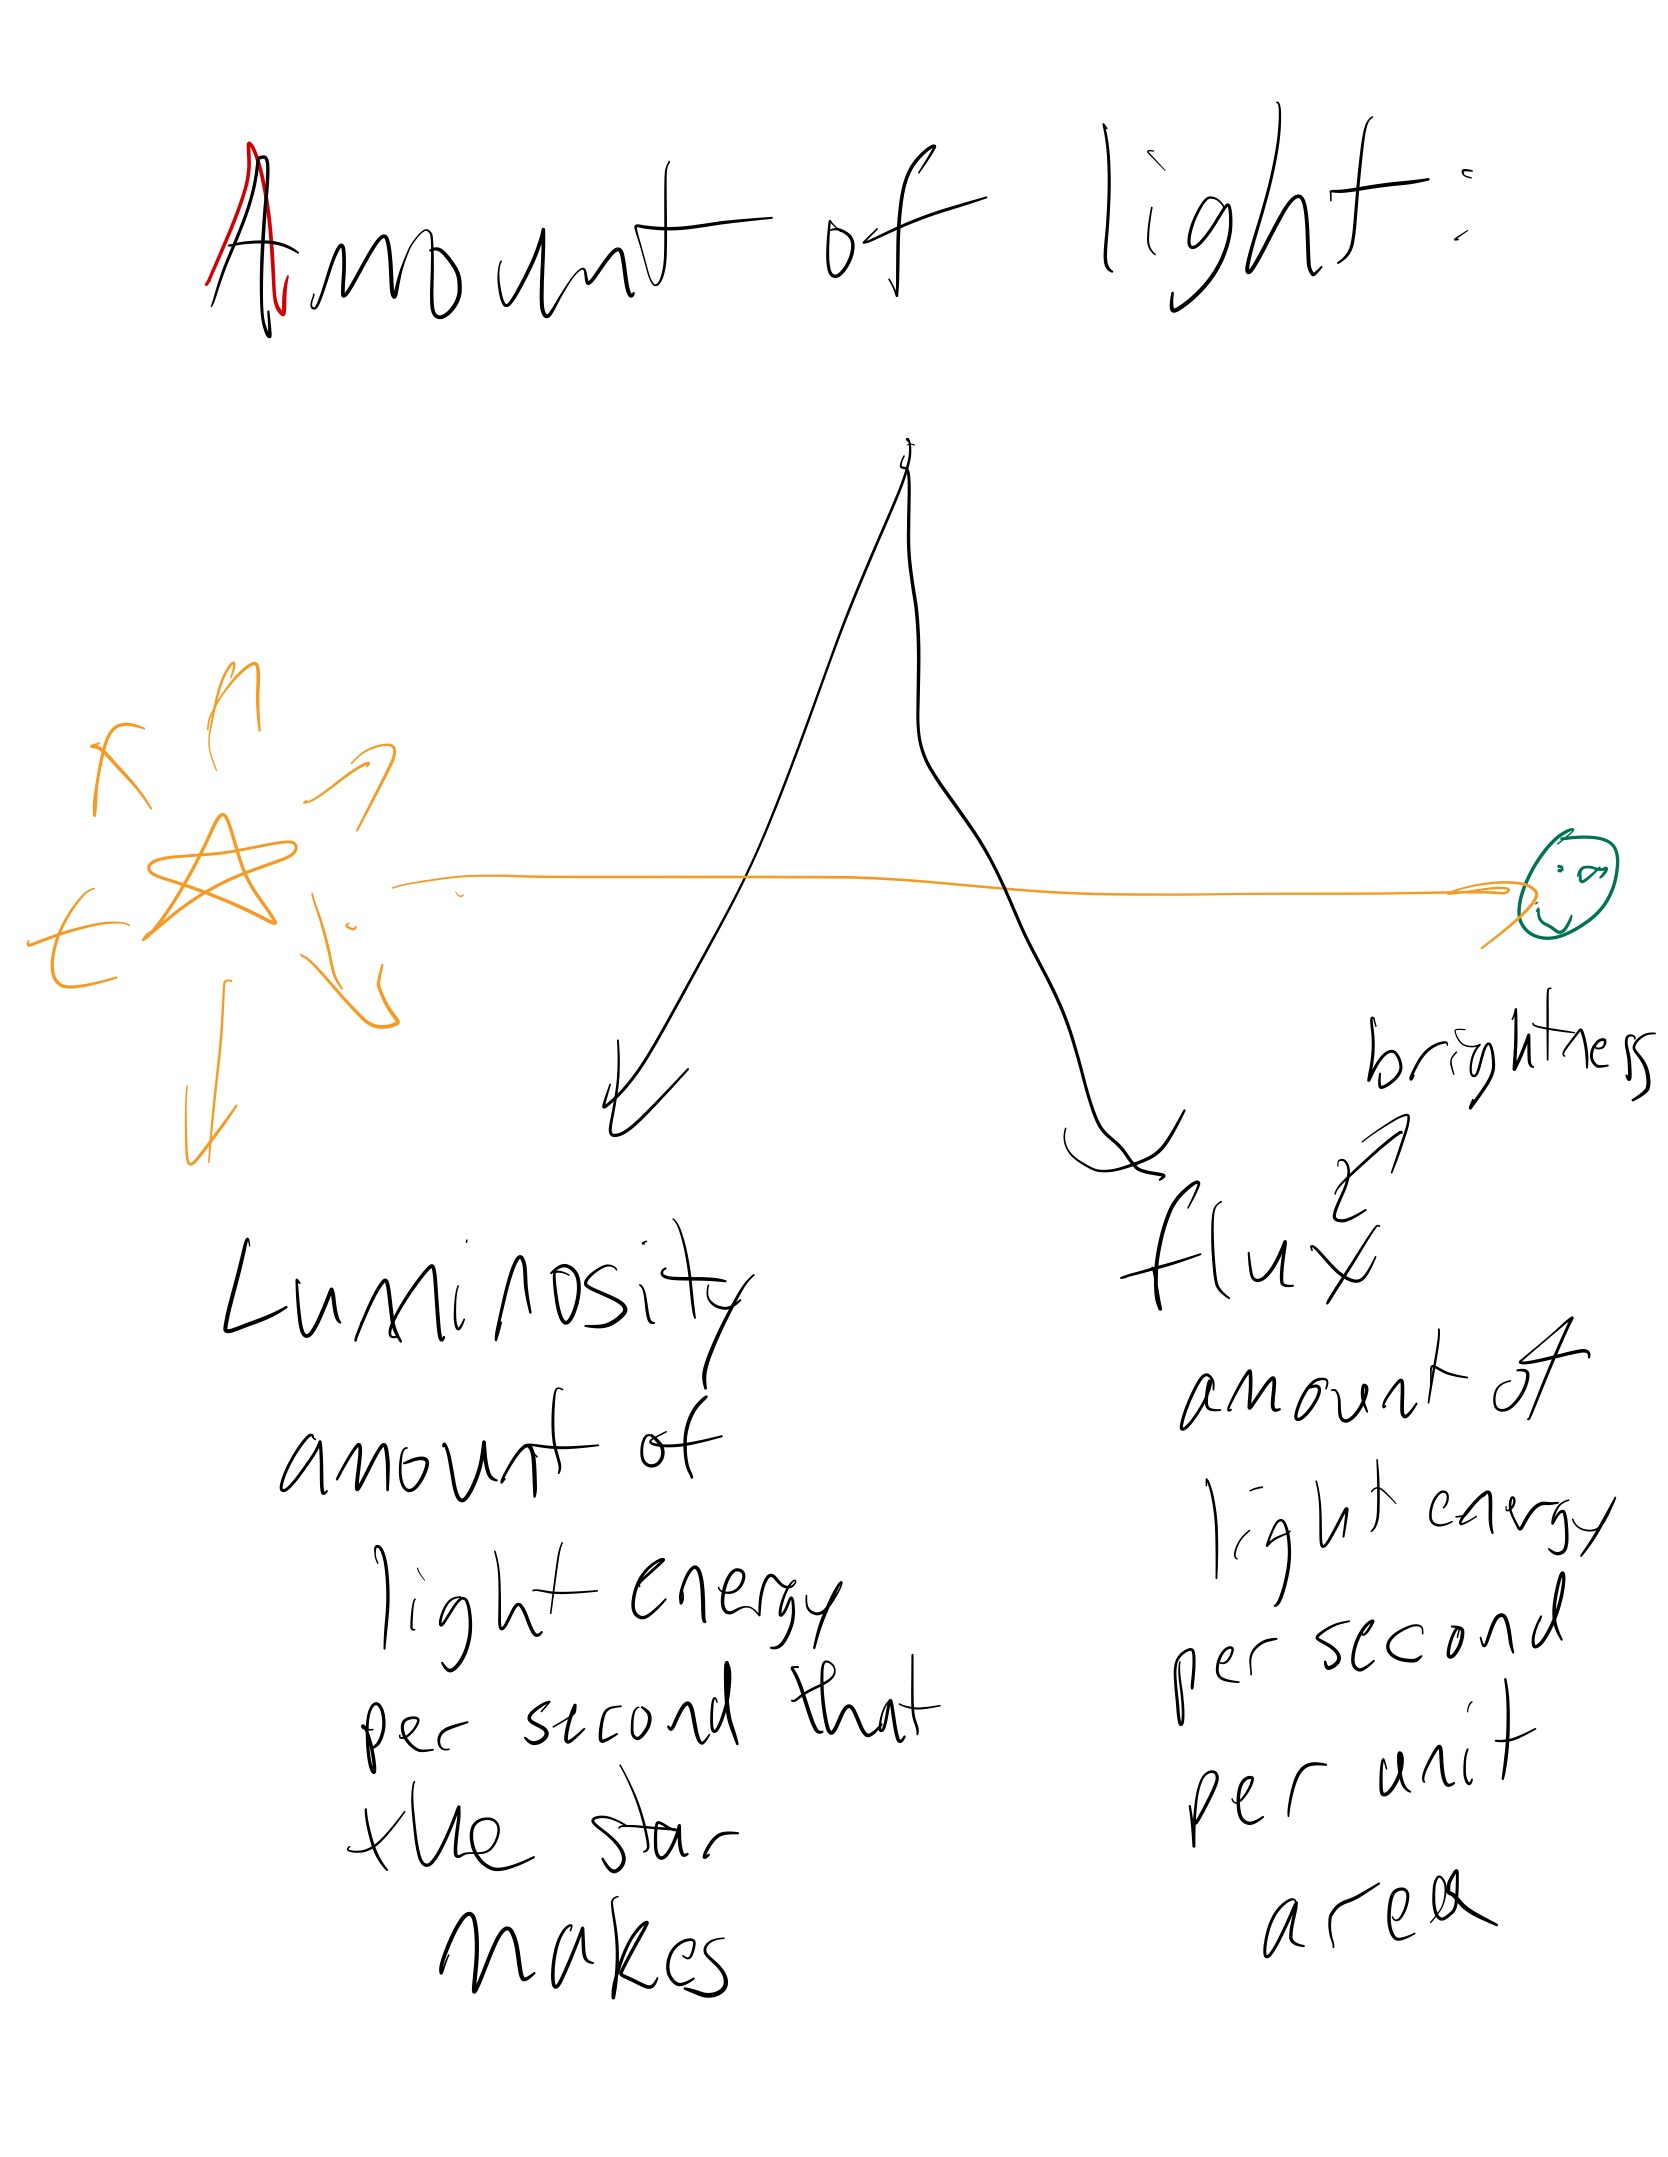 Amount of light:
brightness
Luminosity
amount of
light energy
per second that
the star
makes
flux
amount of
light energy
per second
per unit
area